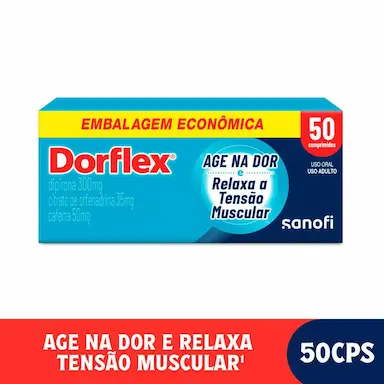 EMBALAGEM ECONÔMICA
50
comprimidos
Dorflex®
dipirona 300mg
citrato de orfenadrina 35mg
cafeína 50mg
AGE NA DOR
e
Relaxa a
Tensão
Muscular
USO ORAL
USO ADULTO
sanofi
AGE NA DOR E RELAXA
TENSÃO MUSCULAR¹
50CPS